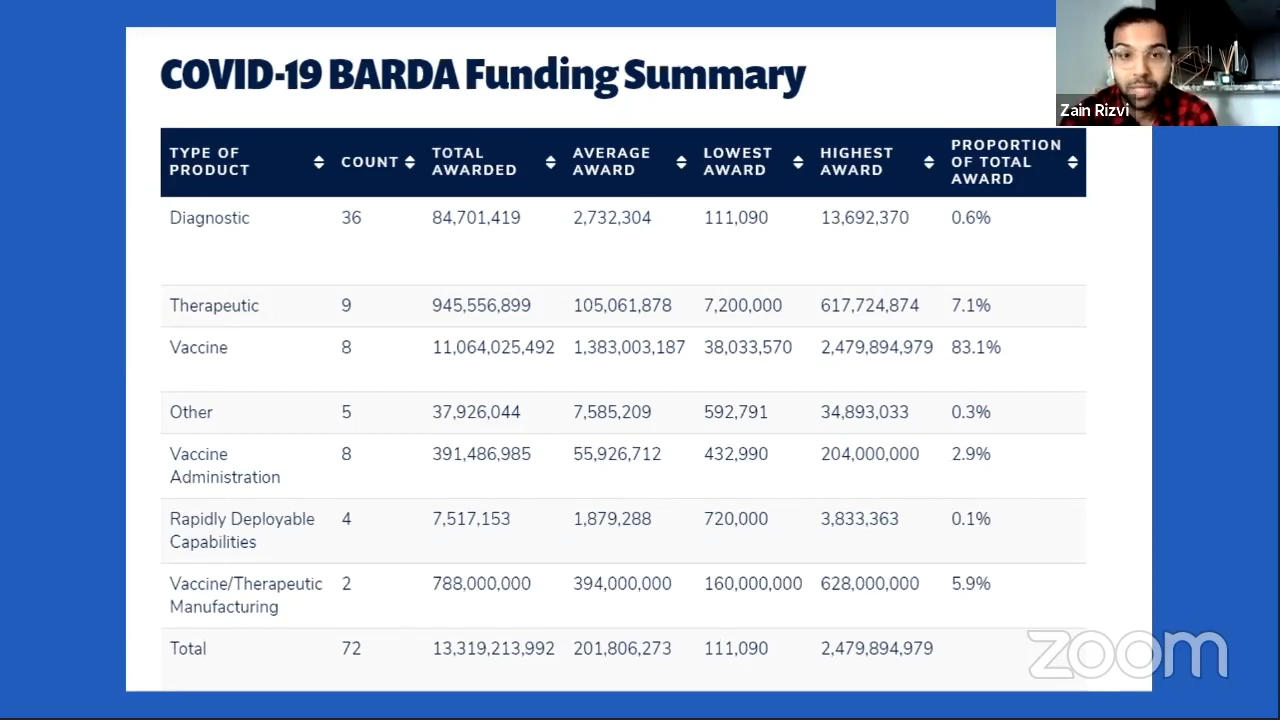 COVID-19 BARDA Funding Summary
Zain Rizvi
TYPE OF PRODUCT COUNT TOTAL AWARDED AVERAGE AWARD LOWEST AWARD HIGHEST AWARD PROPORTION OF TOTAL AWARD
Diagnostic 36 84,701,419 2,732,304 111,090 13,692,370 0.6%
Therapeutic 9 945,556,899 105,061,878 7,200,000 617,724,874 7.1%
Vaccine 8 11,064,025,492 1,383,003,187 38,033,570 2,479,894,979 83.1%
Other 5 37,926,044 7,585,209 592,791 34,893,033 0.3%
Vaccine Administration 8 391,486,985 55,926,712 432,990 204,000,000 2.9%
Rapidly Deployable Capabilities 4 7,517,153 1,879,288 720,000 3,833,363 0.1%
Vaccine/Therapeutic Manufacturing 2 788,000,000 394,000,000 160,000,000 628,000,000 5.9%
Total 72 13,319,213,992 201,806,273 111,090 2,479,894,979
zoom